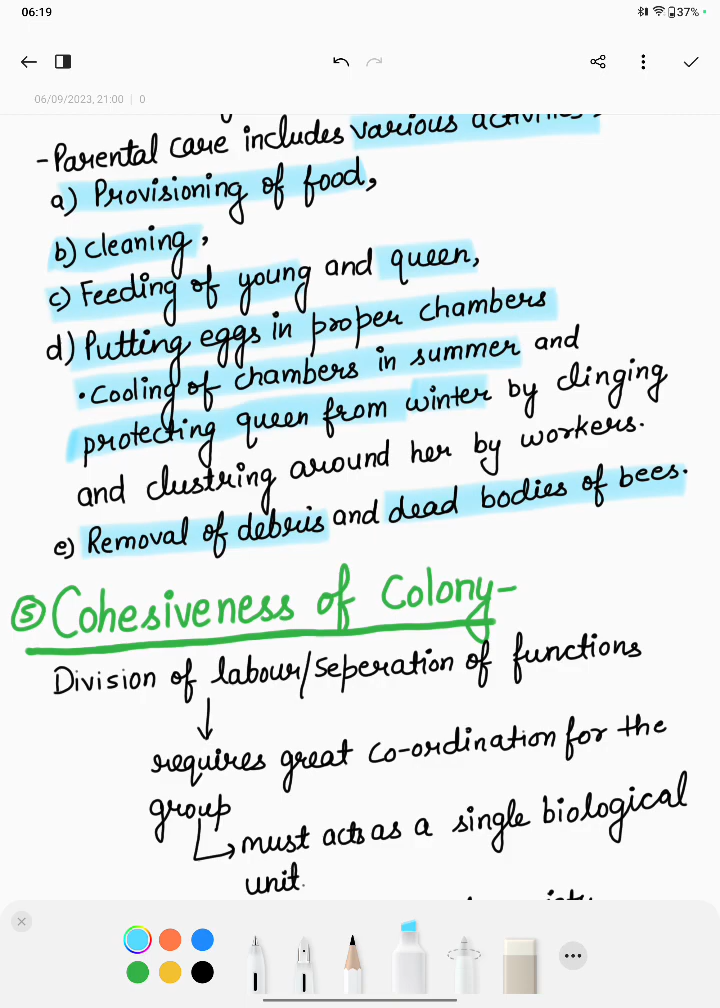 06:19
37%
06/09/2023, 21:00 | 0
-Parental care includes various activities.
a) Provisioning of food,
b) cleaning,
c) Feeding of young and queen,
d) Putting eggs in proper chambers
• Cooling of chambers in summer and
protecting queen from winter by clinging
and clustring around her by workers.
e) Removal of debris and dead bodies of bees.
⑤ Cohesiveness of Colony-
Division of labour/seperation of functions
requires great co-ordination for the
group
must acts as a single biological
unit.